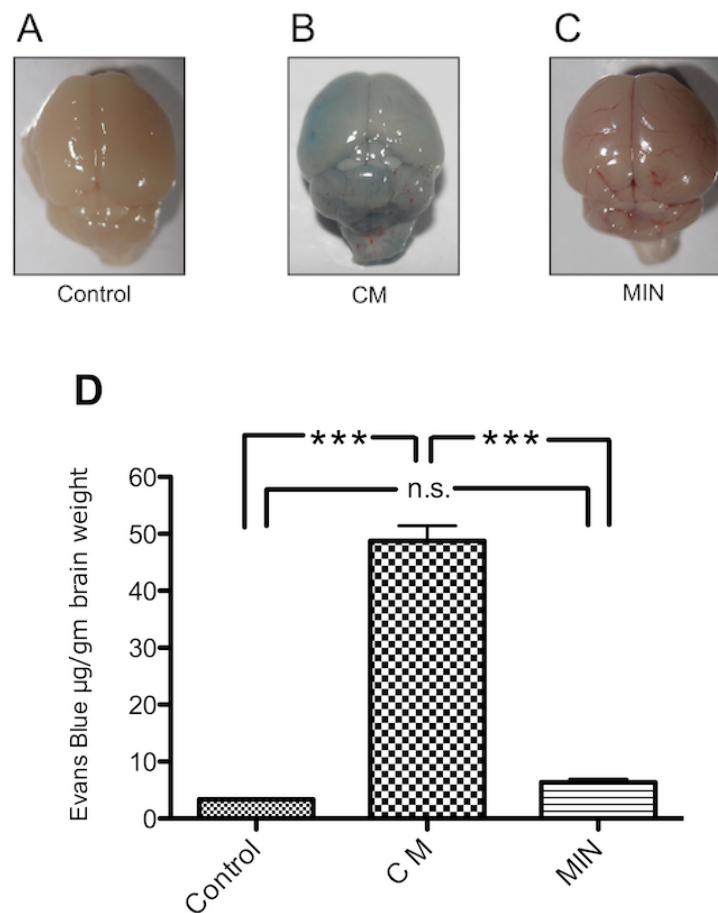 A
B
C
Control
CM
MIN
D
***
***
n.s.
60
50
40
30
20
10
0
Evans Blue µg/gm brain weight
Control
C M
MIN